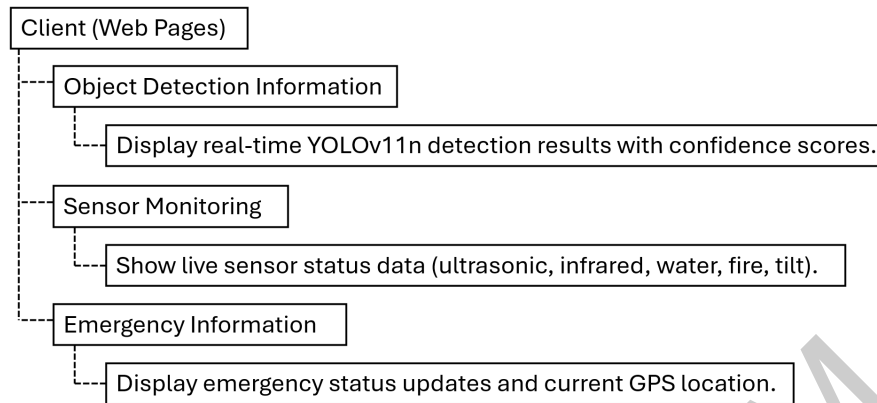 Client (Web Pages)
Object Detection Information
Display real-time YOLOv11n detection results with confidence scores.
Sensor Monitoring
Show live sensor status data (ultrasonic, infrared, water, fire, tilt).
Emergency Information
Display emergency status updates and current GPS location.